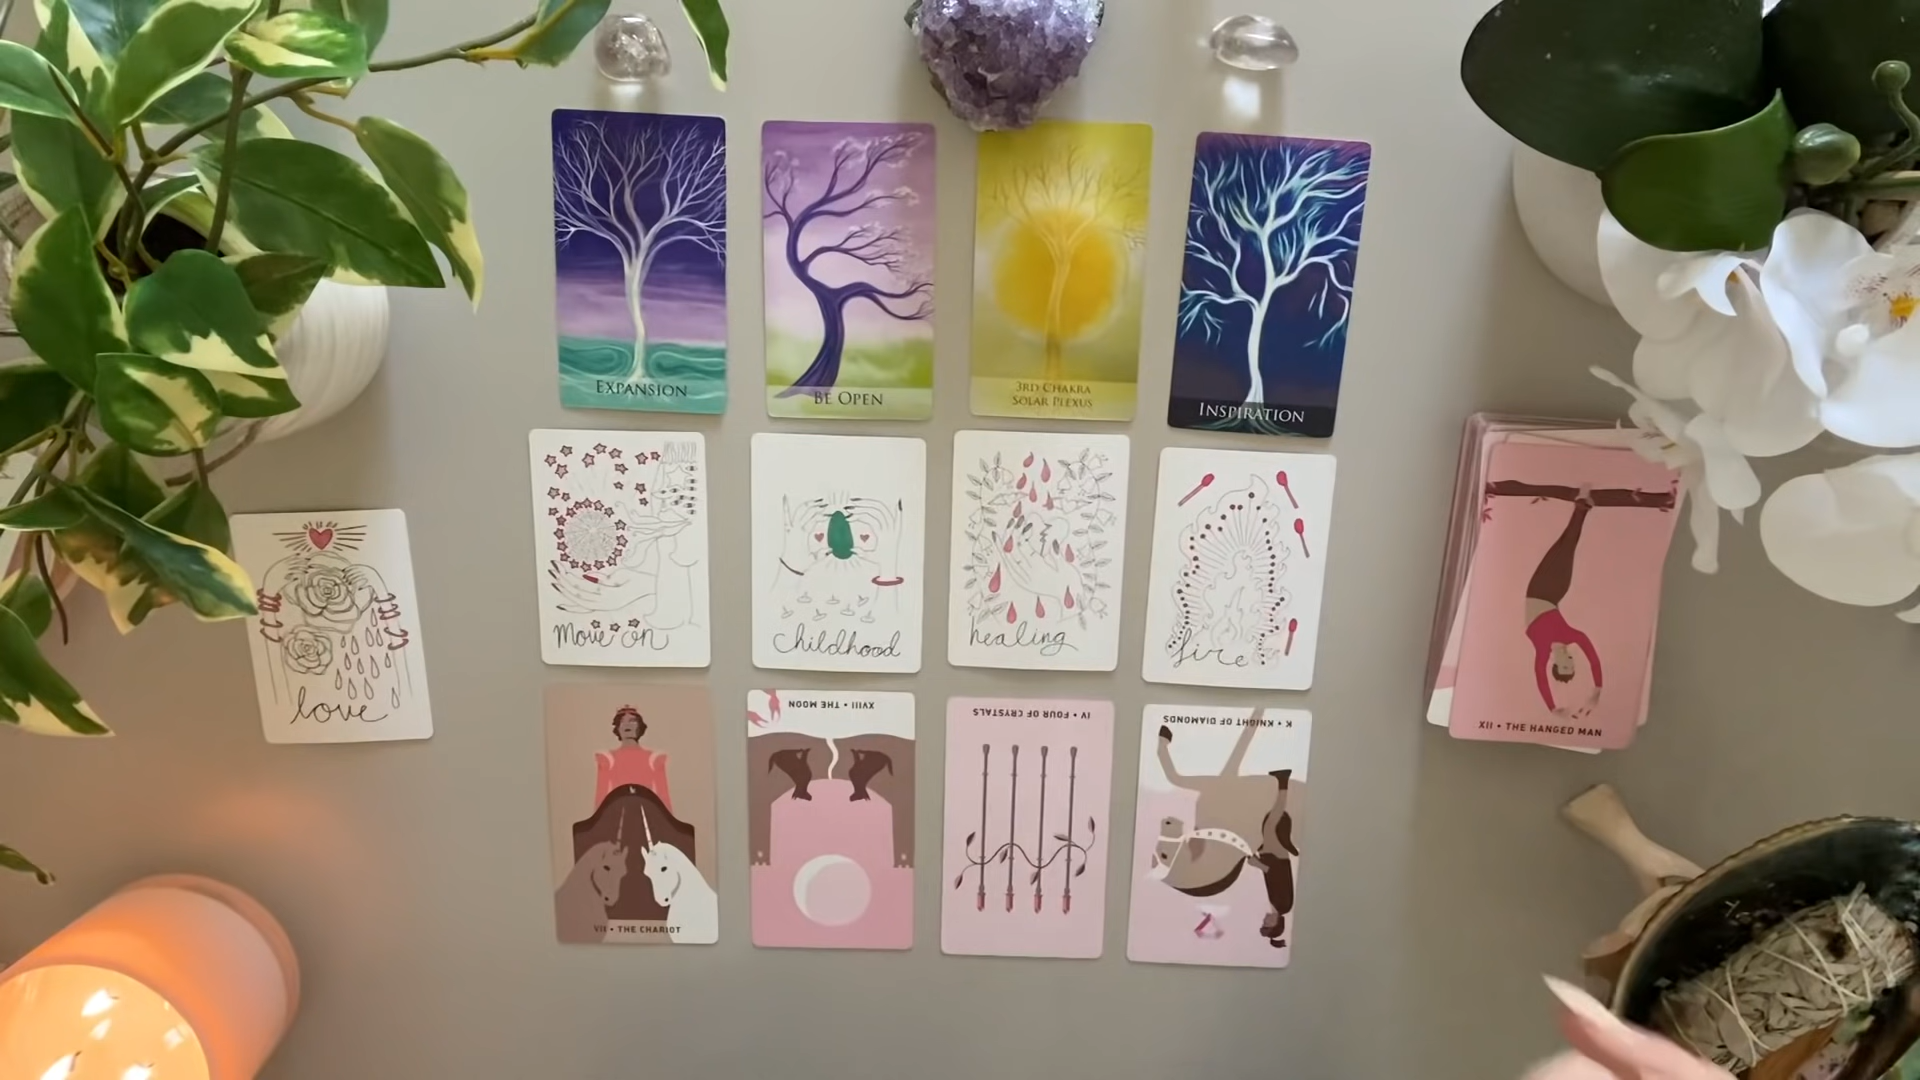 EXPANSION
BE OPEN
3RD CHAKRA
SOLAR PLEXUS
INSPIRATION
love
Move on
childhood
healing
fire
VII • THE CHARIOT
XVIII • THE MOON
IV • FOUR OF CRYSTALS
K • KNIGHT OF DIAMONDS
XII • THE HANGED MAN